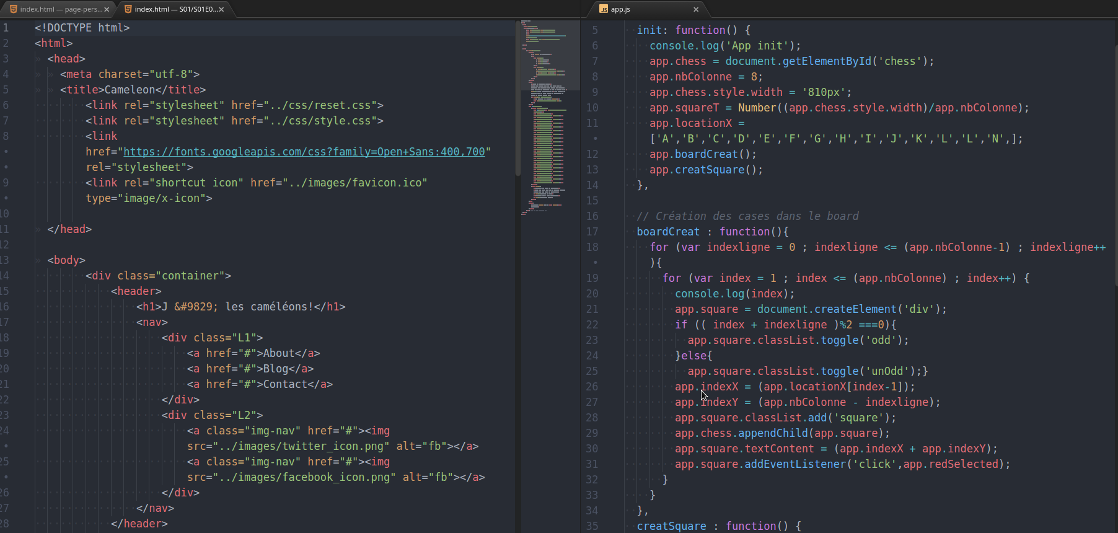 index.html — page-pers...
index.html — S01/S01E0...
1 <!DOCTYPE html>
2 <html>
3 <head>
4 <meta charset="utf-8">
5 <title>Cameleon</title>
6 <link rel="stylesheet" href="../css/reset.css">
7 <link rel="stylesheet" href="../css/style.css">
8 <link
href="https://fonts.googleapis.com/css?family=Open+Sans:400,700"
rel="stylesheet">
9 <link rel="shortcut icon" href="../images/favicon.ico"
type="image/x-icon">
10
11 </head>
12
13 <body>
14 <div class="container">
15 <header>
16 <h1>J &#9829; les caméléons!</h1>
17 <nav>
18 <div class="L1">
19 <a href="#">About</a>
20 <a href="#">Blog</a>
21 <a href="#">Contact</a>
22 </div>
23 <div class="L2">
24 <a class="img-nav" href="#"><img
src="../images/twitter_icon.png" alt="fb"></a>
25 <a class="img-nav" href="#"><img
src="../images/facebook_icon.png" alt="fb"></a>
26 </div>
27 </nav>
28 </header>
app.js
5 init: function() {
6 console.log('App init');
7 app.chess = document.getElementById('chess');
8 app.nbColonne = 8;
9 app.chess.style.width = '810px';
10 app.squareT = Number((app.chess.style.width)/app.nbColonne);
11 app.locationX =
['A','B','C','D','E','F','G','H','I','J','K','L','L','N',];
12 app.boardCreat();
13 app.creatSquare();
14 },
15
16 // Création des cases dans le board
17 boardCreat : function(){
18 for (var indexligne = 0 ; indexligne <= (app.nbColonne-1) ; indexligne++
){
19 for (var index = 1 ; index <= (app.nbColonne) ; index++) {
20 console.log(index);
21 app.square = document.createElement('div');
22 if (( index + indexligne )%2 ===0){
23 app.square.classList.toggle('odd');
24 }else{
25 app.square.classList.toggle('unOdd');}
26 app.indexX = (app.locationX[index-1]);
27 app.indexY = (app.nbColonne - indexligne);
28 app.square.classList.add('square');
29 app.chess.appendChild(app.square);
30 app.square.textContent = (app.indexX + app.indexY);
31 app.square.addEventListener('click',app.redSelected);
32 }
33 }
34 },
35 creatSquare : function() {